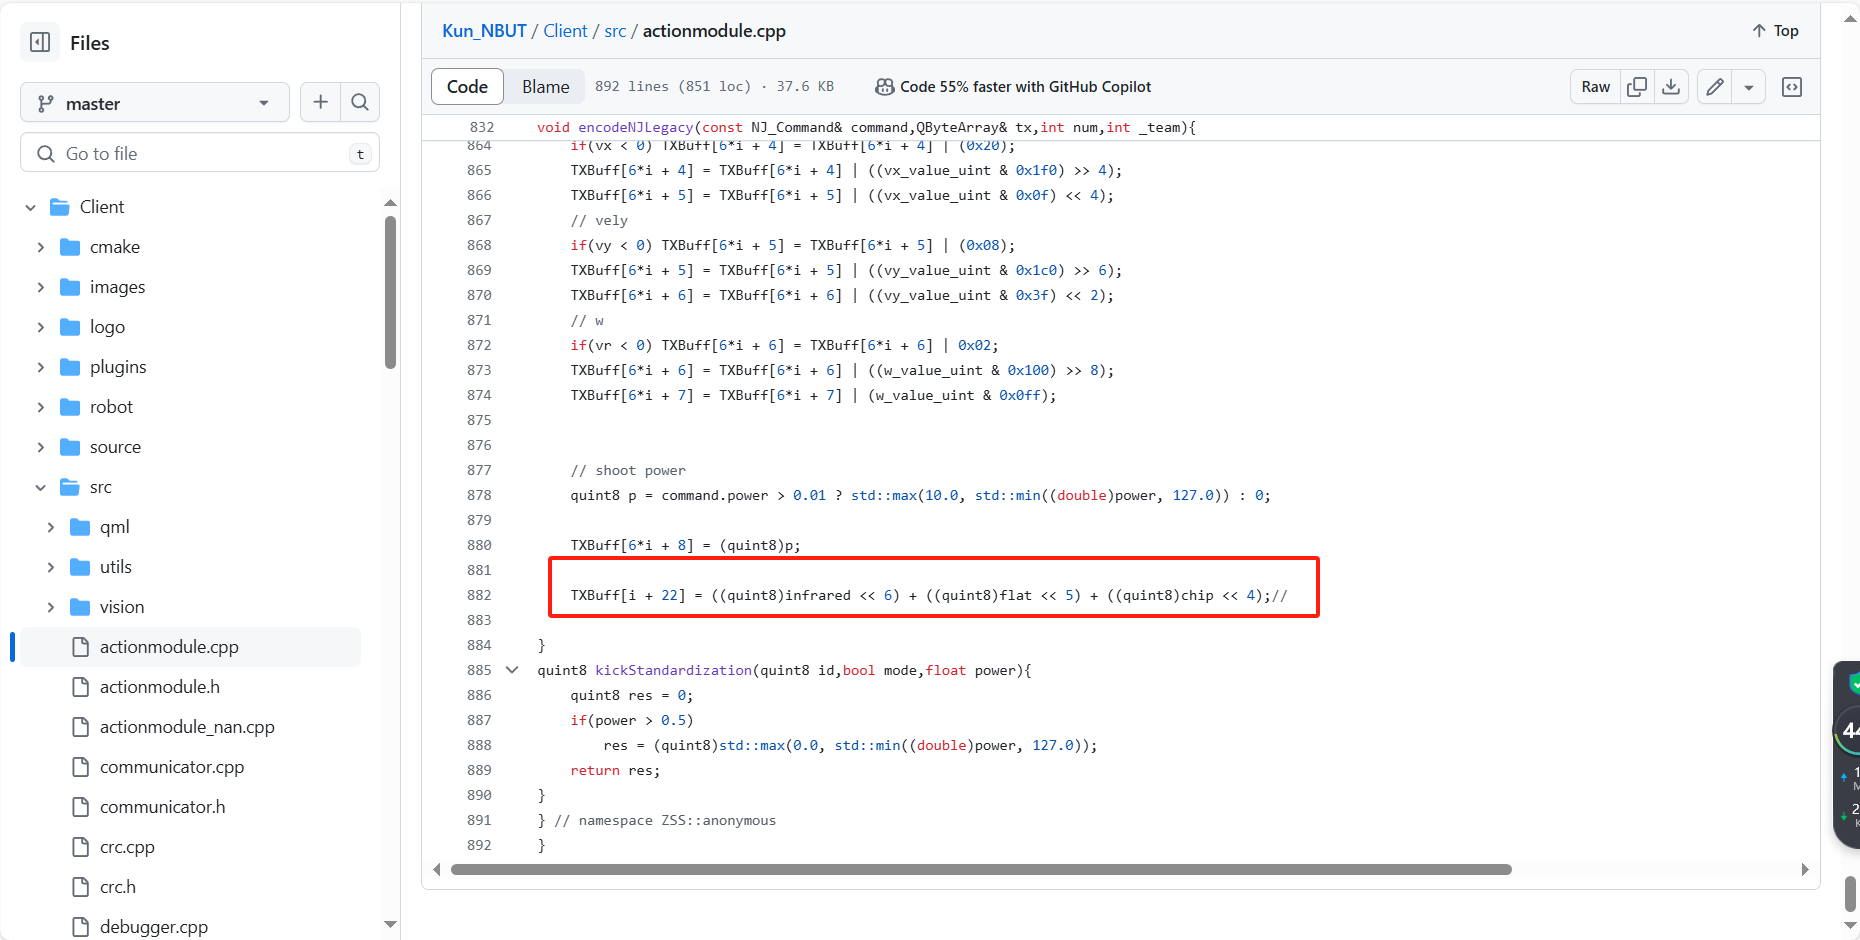 Files
master
Go to file
t
Client
cmake
images
logo
plugins
robot
source
src
qml
utils
vision
actionmodule.cpp
actionmodule.h
actionmodule_nan.cpp
communicator.cpp
communicator.h
crc.cpp
crc.h
debugger.cpp
Kun_NBUT / Client / src / actionmodule.cpp
Top
Code Blame 892 lines (851 loc) · 37.6 KB Code 55% faster with GitHub Copilot Raw
832 void encodeNJLegacy(const NJ_Command& command,QByteArray& tx,int num,int _team){
864 if(vx < 0) TXBuff[6*i + 4] = TXBuff[6*i + 4] | (0x20);
865 TXBuff[6*i + 4] = TXBuff[6*i + 4] | ((vx_value_uint & 0x1f0) >> 4);
866 TXBuff[6*i + 5] = TXBuff[6*i + 5] | ((vx_value_uint & 0x0f) << 4);
867 // vely
868 if(vy < 0) TXBuff[6*i + 5] = TXBuff[6*i + 5] | (0x08);
869 TXBuff[6*i + 5] = TXBuff[6*i + 5] | ((vy_value_uint & 0x1c0) >> 6);
870 TXBuff[6*i + 6] = TXBuff[6*i + 6] | ((vy_value_uint & 0x3f) << 2);
871 // w
872 if(vr < 0) TXBuff[6*i + 6] = TXBuff[6*i + 6] | 0x02;
873 TXBuff[6*i + 6] = TXBuff[6*i + 6] | ((w_value_uint & 0x100) >> 8);
874 TXBuff[6*i + 7] = TXBuff[6*i + 7] | (w_value_uint & 0x0ff);
875
876
877 // shoot power
878 quint8 p = command.power > 0.01 ? std::max(10.0, std::min((double)power, 127.0)) : 0;
879
880 TXBuff[6*i + 8] = (quint8)p;
881
882 TXBuff[i + 22] = ((quint8)infrared << 6) + ((quint8)flat << 5) + ((quint8)chip << 4);//
883
884 }
885 quint8 kickStandardization(quint8 id,bool mode,float power){
886 quint8 res = 0;
887 if(power > 0.5)
888 res = (quint8)std::max(0.0, std::min((double)power, 127.0));
889 return res;
890 }
891 } // namespace ZSS::anonymous
892 }